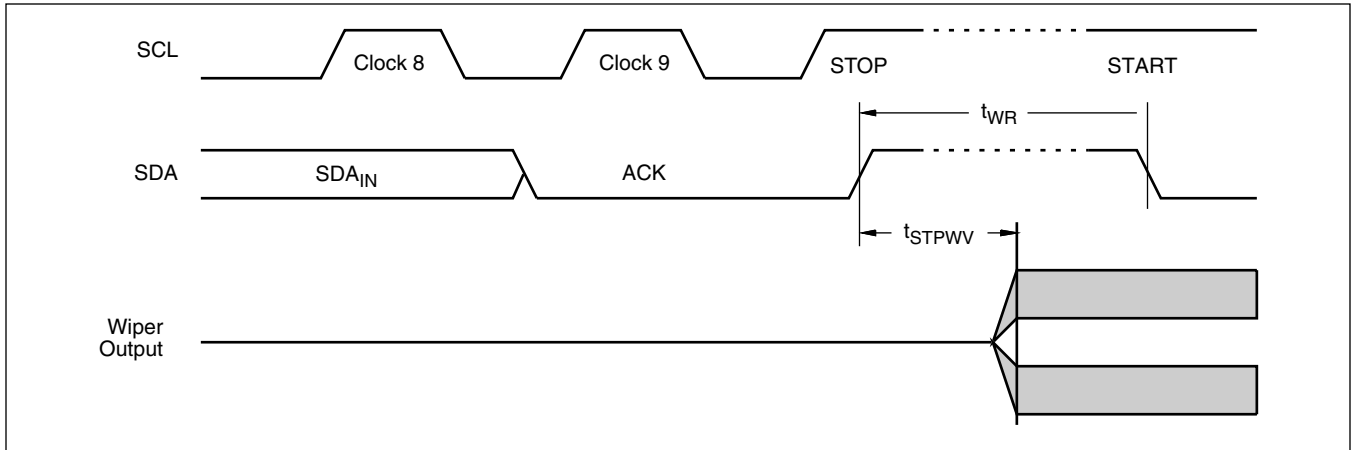 SCL
Clock 8
Clock 9
STOP
START
tWR
SDA
SDAIN
ACK
tSTPWV
Wiper
Output